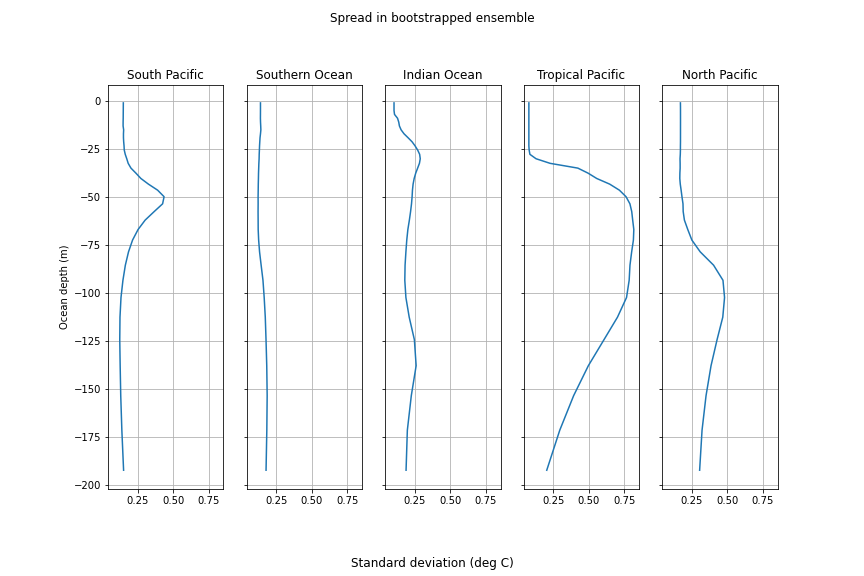 Spread in bootstrapped ensemble
South Pacific Southern Ocean Indian Ocean Tropical Pacific North Pacific
0
−25
−50
−75
−100
−125
−150
−175
−200
Ocean depth (m)
0.25 0.50 0.75 0.25 0.50 0.75 0.25 0.50 0.75 0.25 0.50 0.75 0.25 0.50 0.75
Standard deviation (deg C)